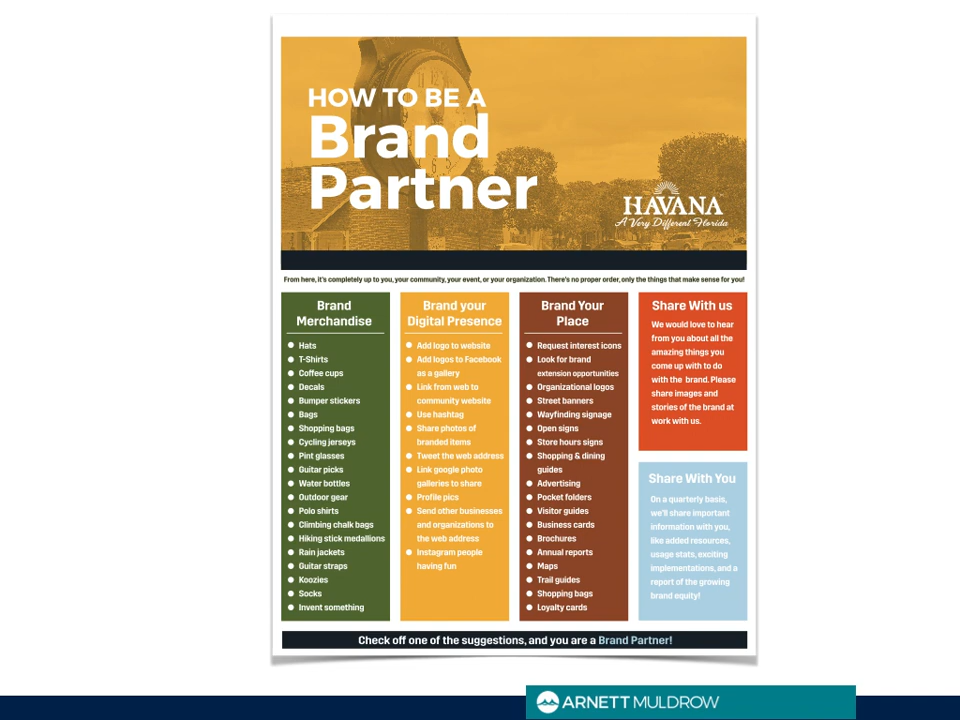 HOW TO BE A
Brand
Partner
HAVANA
A Very Different Florida
From here, it's completely up to you, your community, your event, or your organization. There's no proper order, only the things that make sense for you!
Brand
Merchandise
Hats
T-Shirts
Coffee cups
Decals
Bumper stickers
Bags
Shopping bags
Cycling jerseys
Pint glasses
Guitar picks
Water bottles
Outdoor gear
Polo shirts
Climbing chalk bags
Hiking stick medallions
Rain jackets
Guitar straps
Koozies
Socks
Invent something
Brand your
Digital Presence
Add logo to website
Add logos to Facebook
as a gallery
Link from web to
community website
Use hashtag
Share photos of
branded items
Tweet the web address
Link google photo
galleries to share
Profile pics
Send other businesses
and organizations to
the web address
Instagram people
having fun
Brand Your
Place
Request interest icons
Look for brand
extension opportunities
Organizational logos
Street banners
Wayfinding signage
Open signs
Store hours signs
Shopping & dining
guides
Advertising
Pocket folders
Visitor guides
Business cards
Brochures
Annual reports
Maps
Trail guides
Shopping bags
Loyalty cards
Share With us
We would love to hear
from you about all the
amazing things you
come up with to do
with the brand. Please
share images and
stories of the brand at
work with us.
Share With You
On a quarterly basis,
we'll share important
information with you,
like added resources,
usage stats, exciting
implementations, and a
report of the growing
brand equity!
Check off one of the suggestions, and you are a Brand Partner!
ARNETT MULDROW